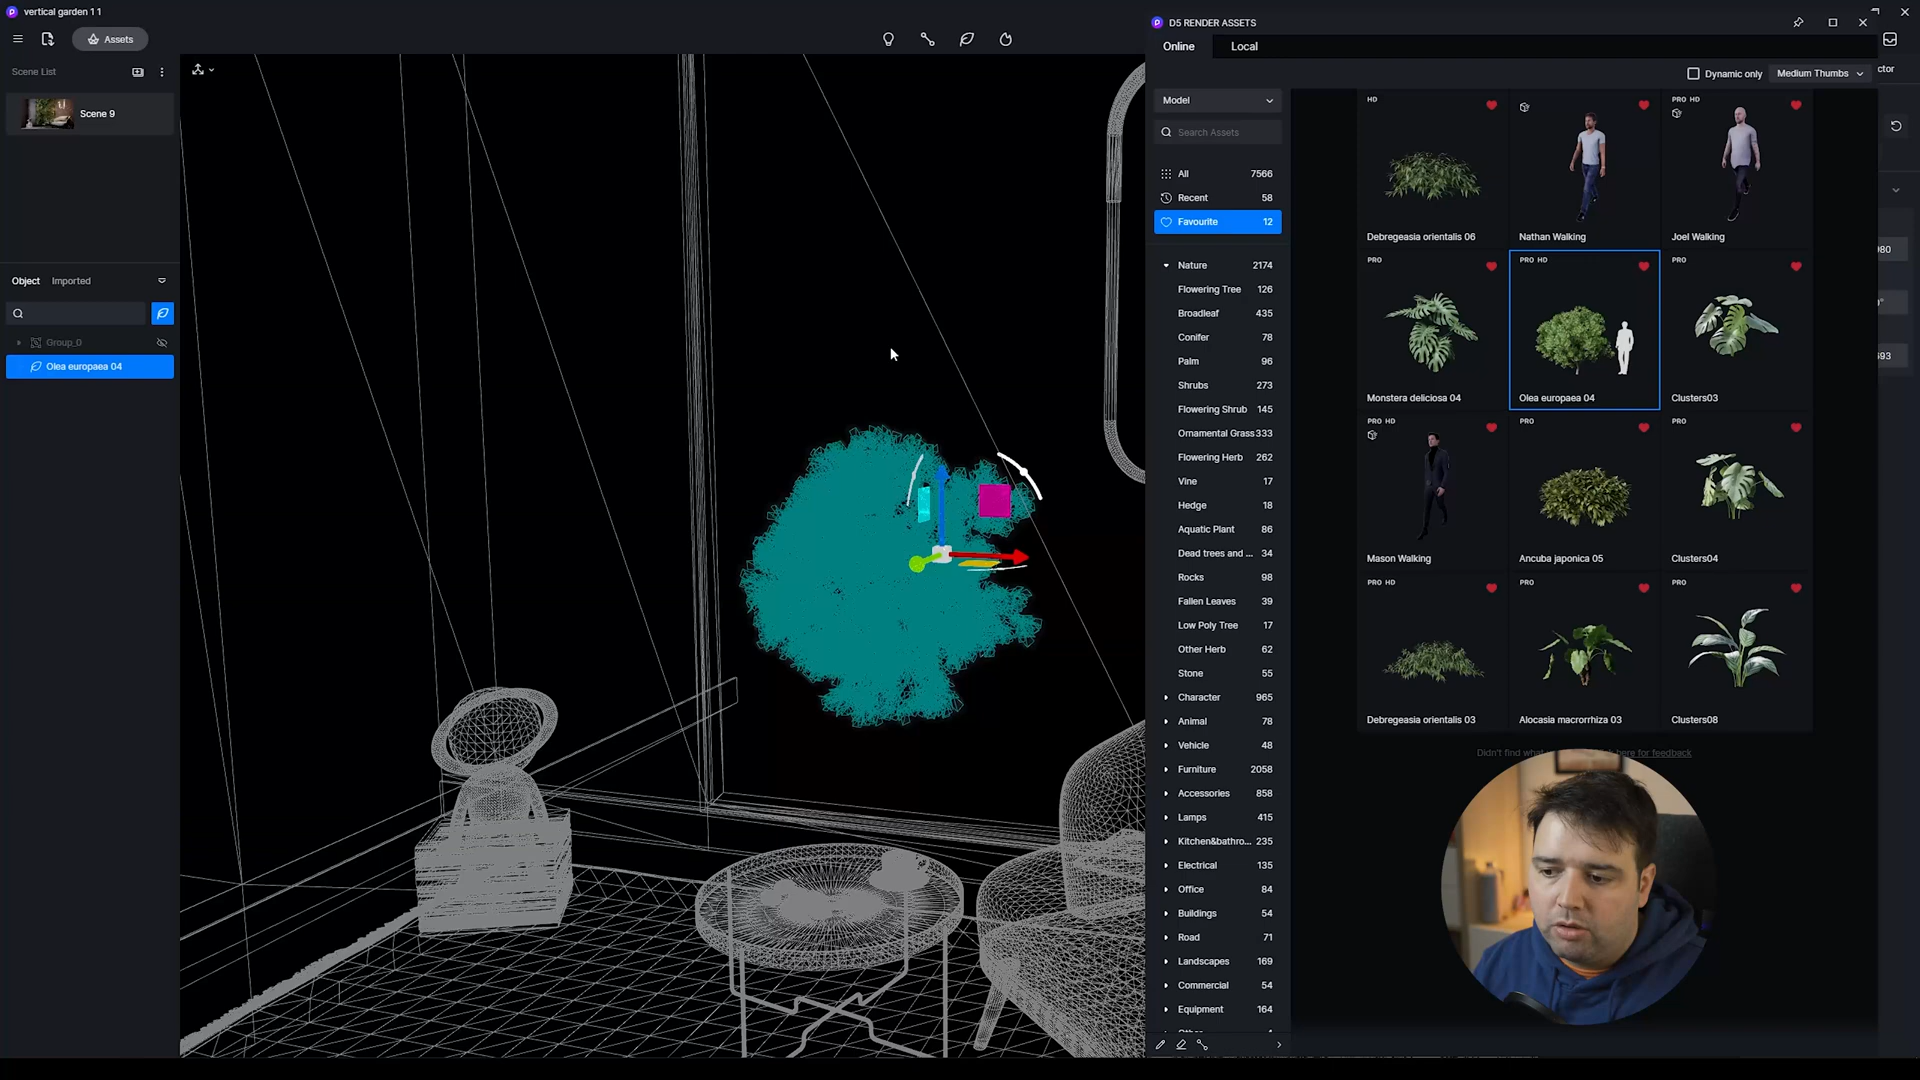 vertical garden 1 1
Assets
Scene List
Scene 9
Object
Imported
Group_0
Olea europaea 04
D5 RENDER ASSETS
Online
Local
Dynamic only
Medium Thumbs
ctor
Model
Search Assets
All 7566
Recent 58
Favourite 12
Nature 2174
Flowering Tree 126
Broadleaf 435
Conifer 78
Palm 96
Shrubs 273
Flowering Shrub 145
Ornamental Grass 333
Flowering Herb 262
Vine 17
Hedge 18
Aquatic Plant 86
Dead trees and ... 34
Rocks 98
Fallen Leaves 39
Low Poly Tree 17
Other Herb 62
Stone 55
Character 965
Animal 78
Vehicle 48
Furniture 2058
Accessories 858
Lamps 415
Kitchen&bathro... 235
Electrical 135
Office 84
Buildings 54
Road 71
Landscapes 169
Commercial 54
Equipment 164
HD
PRO HD
Debregeasia orientalis 06
Nathan Walking
Joel Walking
PRO
PRO HD
PRO
Monstera deliciosa 04
Olea europaea 04
Clusters03
PRO HD
PRO
PRO
Mason Walking
Ancuba japonica 05
Clusters04
PRO HD
PRO
PRO
Debregeasia orientalis 03
Alocasia macrorrhiza 03
Clusters08
Didn't find what
here for feedback
80
693